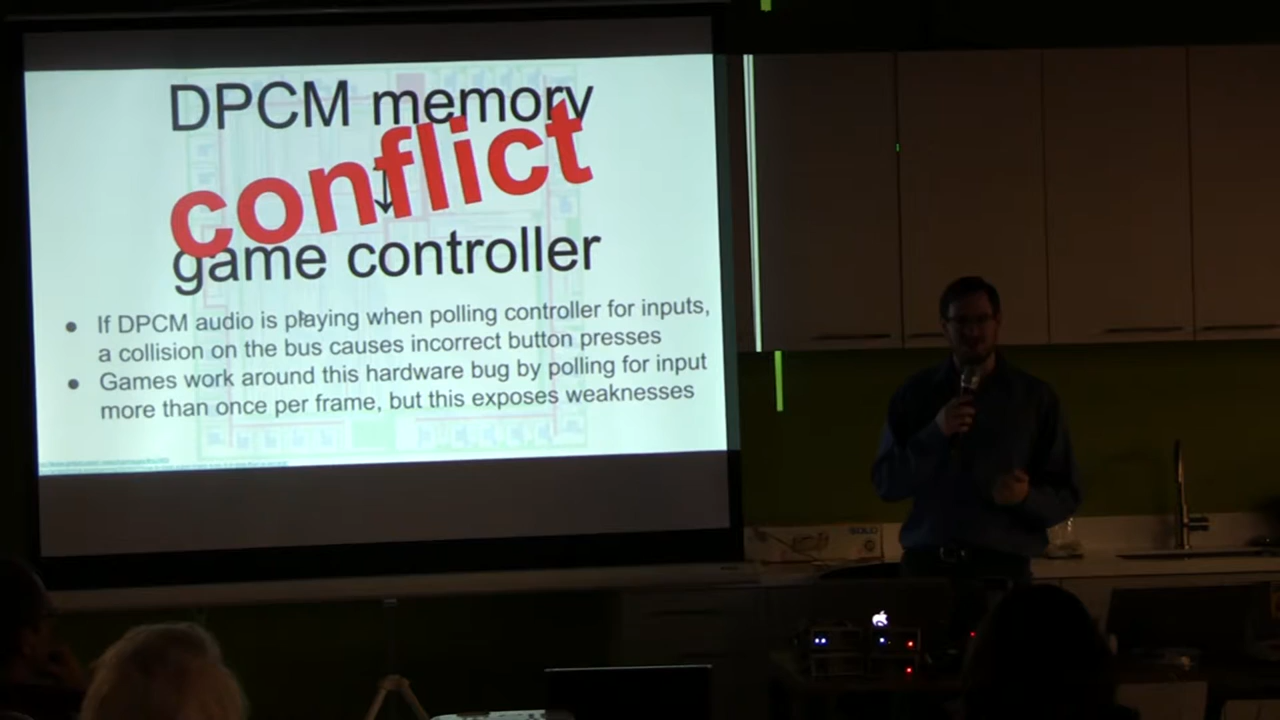 DPCM memory
conflict
game controller
● If DPCM audio is playing when polling controller for inputs,
a collision on the bus causes incorrect button presses
● Games work around this hardware bug by polling for input
more than once per frame, but this exposes weaknesses
SOLO